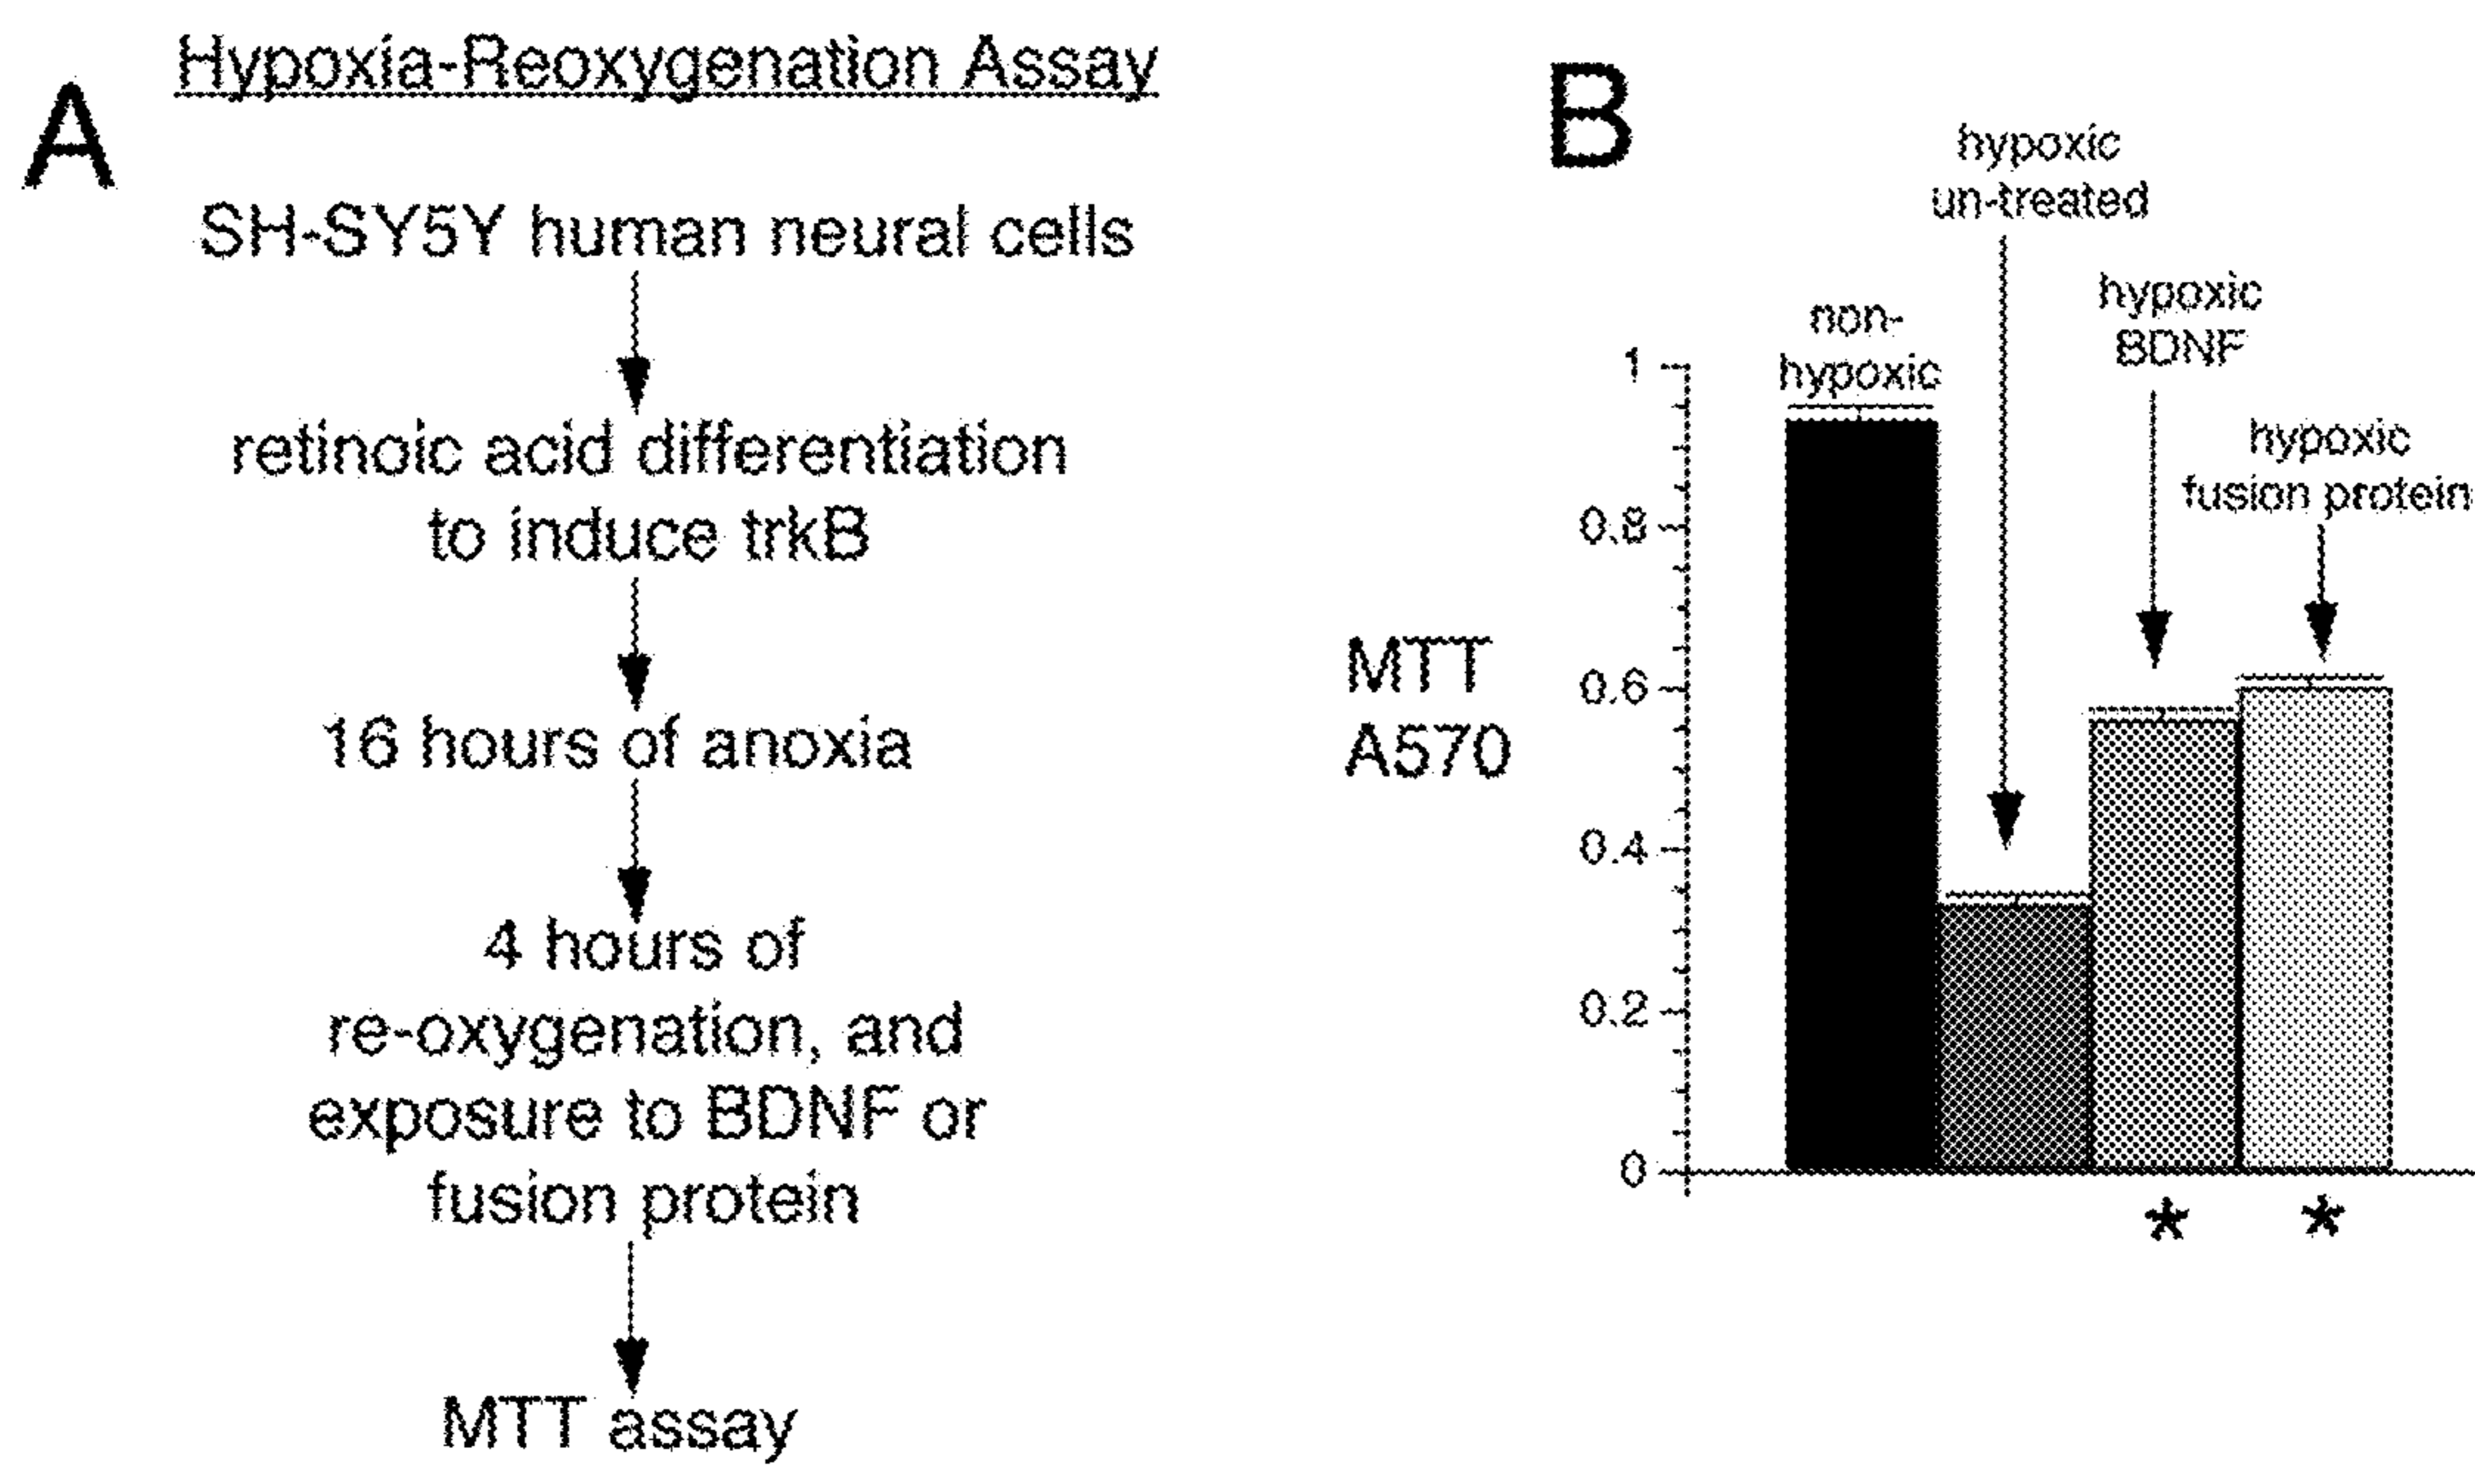 A
Hypoxia-Reoxygenation Assay
SH-SY5Y human neural cells
retinoic acid differentiation
to induce trkB
16 hours of anoxia
4 hours of
re-oxygenation, and
exposure to BDNF or
fusion protein
MTT assay
B
hypoxic
un-treated
non-
hypoxic
hypoxic
BDNF
hypoxic
fusion protein
MTT
A570
1
0.8
0.6
0.4
0.2
0
* *